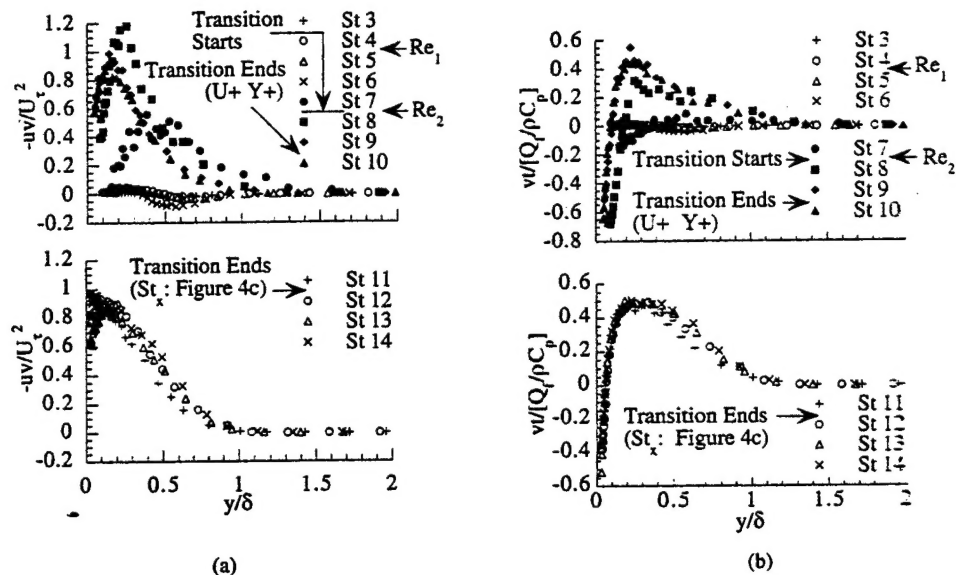 1.2
1
0.8
0.6
0.4
0.2
0
-0.2
-uv/U_τ^2
Transition
Starts
Transition Ends
(U+ Y+)
St 3
St 4
St 5
St 6
St 7
St 8
St 9
St 10
Re_1
Re_2
1.2
1
0.8
0.6
0.4
0.2
0
-0.2
-uv/U_τ^2
Transition Ends
(St_x: Figure 4c)
St 11
St 12
St 13
St 14
0 0.5 1 1.5 2
y/δ
(a)
0.6
0.4
0.2
0
-0.2
-0.4
-0.6
-0.8
vt/[Q_f/ρC_p]
St 3
St 4
St 5
St 6
Re_1
Transition Starts
Transition Ends
(U+ Y+)
St 7
St 8
St 9
St 10
Re_2
0.6
0.4
0.2
0
-0.2
-0.4
-0.6
vt/[Q_f/ρC_p]
Transition Ends
(St_x: Figure 4c)
St 11
St 12
St 13
St 14
0 0.5 1 1.5 2
y/δ
(b)